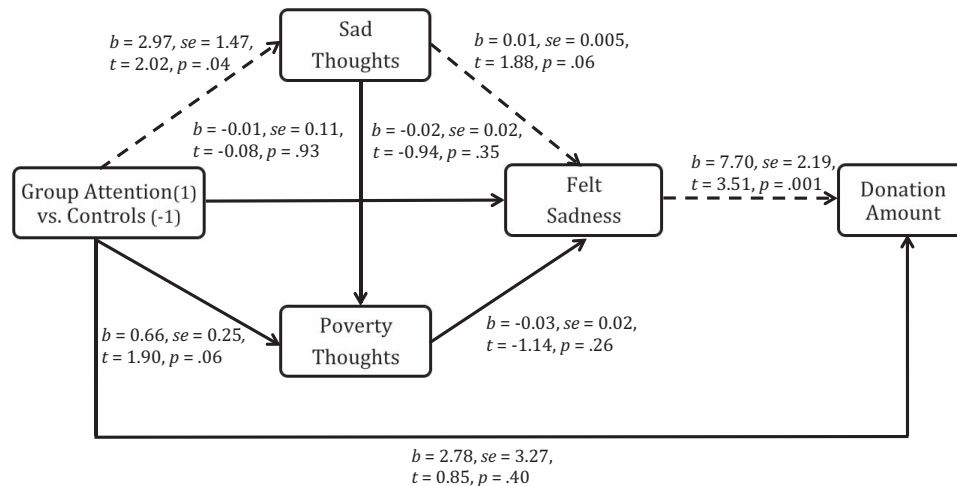 Sad
Thoughts
b = 2.97, se = 1.47,
t = 2.02, p = .04
b = 0.01, se = 0.005,
t = 1.88, p = .06
b = -0.01, se = 0.11,
t = -0.08, p = .93
b = -0.02, se = 0.02,
t = -0.94, p = .35
Group Attention(1)
vs. Controls (-1)
Felt
Sadness
b = 7.70, se = 2.19,
t = 3.51, p = .001
Donation
Amount
Poverty
Thoughts
b = 0.66, se = 0.25,
t = 1.90, p = .06
b = -0.03, se = 0.02,
t = -1.14, p = .26
b = 2.78, se = 3.27,
t = 0.85, p = .40